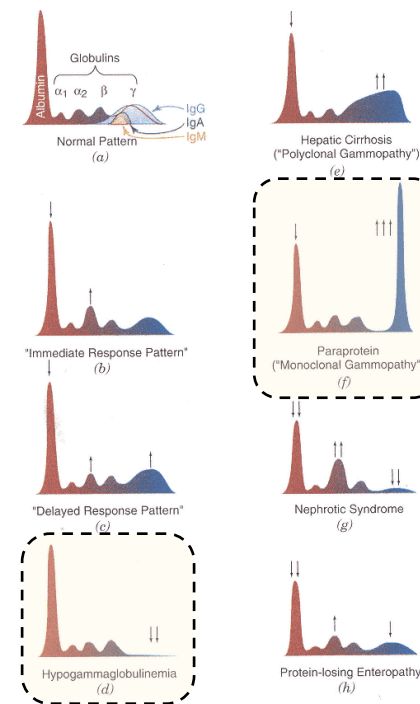 Globulins
Albumin
α1 α2 β γ
IgG
IgA
IgM
Normal Pattern
(a)
"Immediate Response Pattern"
(b)
"Delayed Response Pattern"
(c)
Hypogammaglobulinemia
(d)
Hepatic Cirrhosis
("Polyclonal Gammopathy")
(e)
Paraprotein
("Monoclonal Gammopathy"
(f)
Nephrotic Syndrome
(g)
Protein-losing Enteropathy
(h)